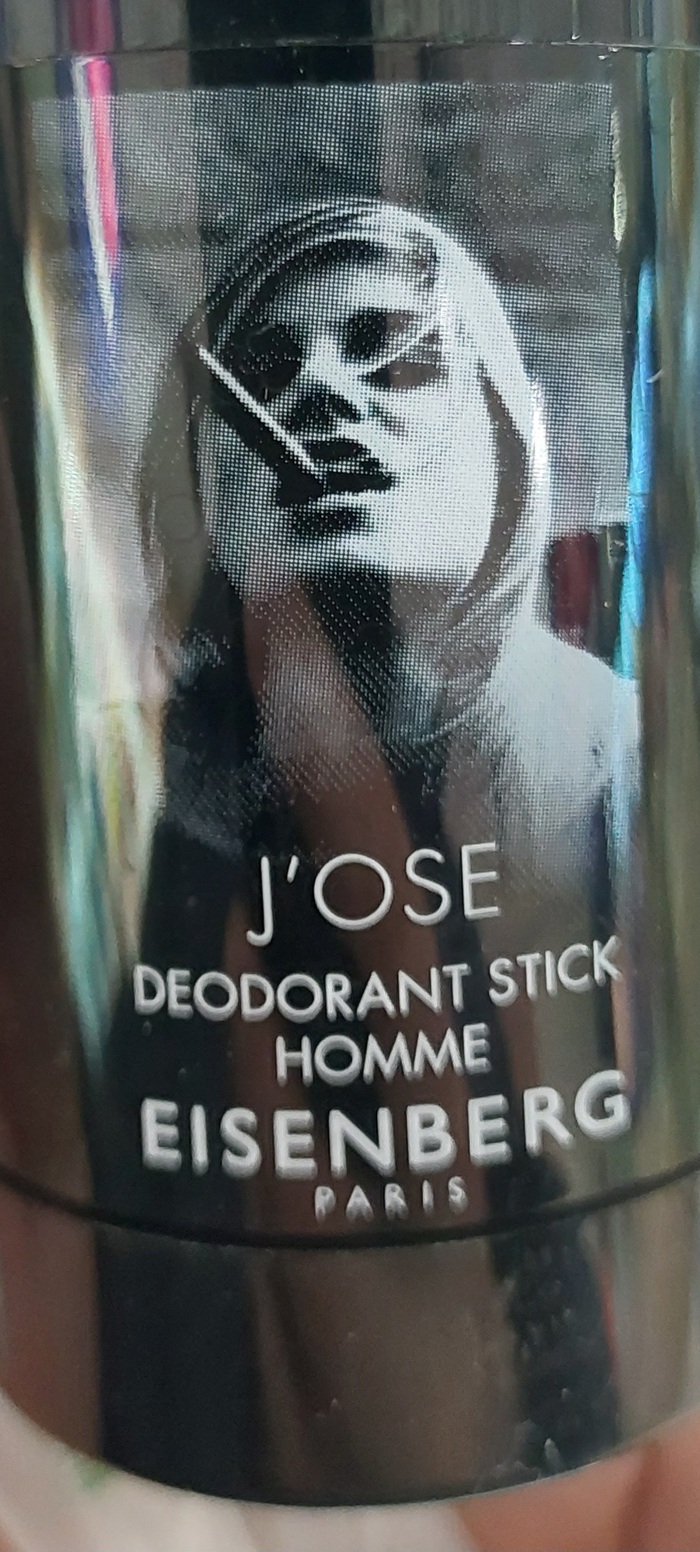 J'OSE
DEODORANT STICK
HOMME
EISENBERG
PARIS